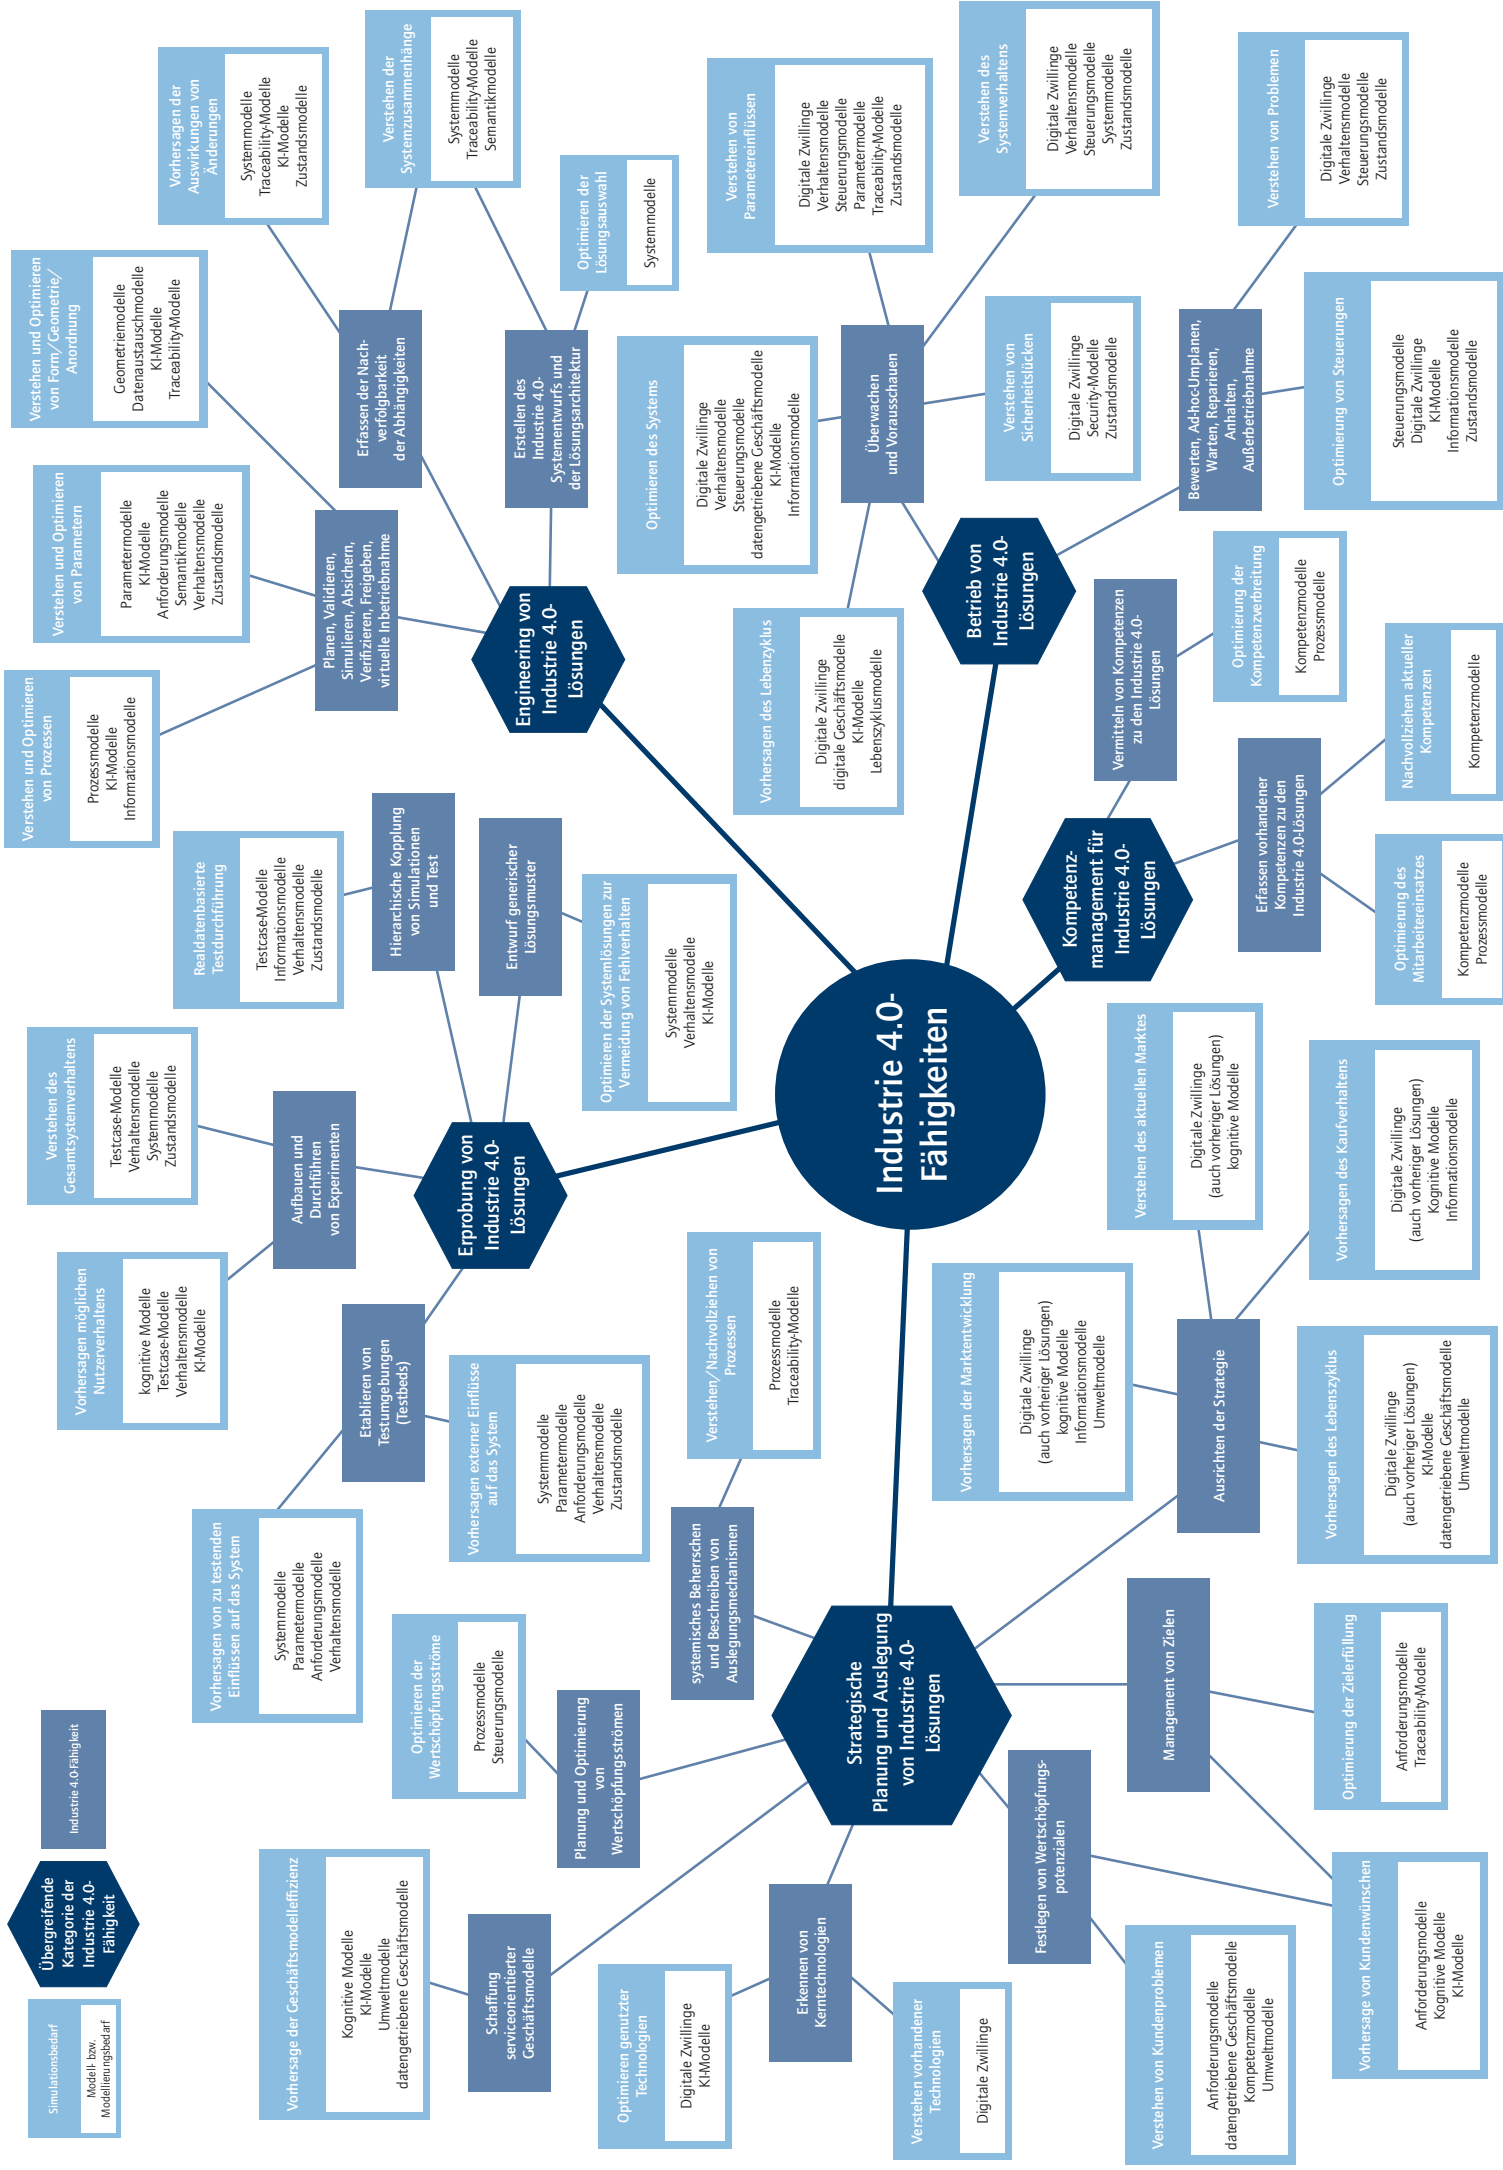 Simulationsbedarf
Modell- bzw.
Modellierungsbedarf
Übergreifende
Kategorie der
Industrie 4.0-
Fähigkeit
Industrie 4.0-Fähigkeit
Industrie 4.0-
Fähigkeiten
Strategische
Planung und Auslegung
von Industrie 4.0-
Lösungen
Schaffung
serviceorientierter
Geschäftsmodelle
Vorhersage der Geschäftsmodelleffizienz
Kognitive Modelle
KI-Modelle
Umweltmodelle
datengetriebene Geschäftsmodelle
Planung und Optimierung
von
Wertschöpfungsströmen
Optimieren der
Wertschöpfungsströme
Prozessmodelle
Steuerungsmodelle
systemisches Beherrschen
und Beschreiben von
Auslegungsmechanismen
Verstehen/Nachvollziehen von
Prozessen
Prozessmodelle
Traceability-Modelle
Erkennen von
Kerntechnologien
Optimieren genutzter
Technologien
Digitale Zwillinge
KI-Modelle
Verstehen vorhandener
Technologien
Digitale Zwillinge
Festlegen von Wertschöpfungs-
potenzialen
Verstehen von Kundenproblemen
Anforderungsmodelle
datengetriebene Geschäftsmodelle
Kompetenzmodelle
Umweltmodelle
Vorhersage von Kundenwünschen
Anforderungsmodelle
Kognitive Modelle
KI-Modelle
Management von Zielen
Optimierung der Zielerfüllung
Anforderungsmodelle
Traceability-Modelle
Ausrichten der Strategie
Vorhersagen der Marktentwicklung
Digitale Zwillinge
(auch vorheriger Lösungen)
kognitive Modelle
Informationsmodelle
Umweltmodelle
Verstehen des aktuellen Marktes
Digitale Zwillinge
(auch vorheriger Lösungen)
kognitive Modelle
Vorhersagen des Kaufverhaltens
Digitale Zwillinge
(auch vorheriger Lösungen)
Kognitive Modelle
Informationsmodelle
Vorhersagen des Lebenszyklus
Digitale Zwillinge
(auch vorheriger Lösungen)
KI-Modelle
datengetriebene Geschäftsmodelle
Umweltmodelle
Erprobung von
Industrie 4.0-
Lösungen
Etablieren von
Testumgebungen
(Testbeds)
Vorhersagen von zu testenden
Einflüssen auf das System
Systemmodelle
Parametermodelle
Anforderungsmodelle
Verhaltensmodelle
Vorhersagen externer Einflüsse
auf das System
Systemmodelle
Parametermodelle
Anforderungsmodelle
Verhaltensmodelle
Zustandsmodelle
Aufbauen und
Durchführen
von Experimenten
Vorhersagen möglichen
Nutzerverhaltens
kognitive Modelle
Testcase-Modelle
Verhaltensmodelle
KI-Modelle
Verstehen des
Gesamtsystemverhaltens
Testcase-Modelle
Verhaltensmodelle
Systemmodelle
Zustandsmodelle
Hierarchische Kopplung
von Simulationen
und Test
Realdatenbasierte
Testdurchführung
Testcase-Modelle
Informationsmodelle
Verhaltensmodelle
Zustandsmodelle
Entwurf generischer
Lösungsmuster
Optimieren der Systemlösungen zur
Vermeidung von Fehlverhalten
Systemmodelle
Verhaltensmodelle
KI-Modelle
Engineering von
Industrie 4.0-
Lösungen
Planen, Validieren,
Simulieren, Absichern,
Verifizieren, Freigeben,
virtuelle Inbetriebnahme
Verstehen und Optimieren
von Prozessen
Prozessmodelle
KI-Modelle
Informationsmodelle
Verstehen und Optimieren
von Parametern
Parametermodelle
KI-Modelle
Anforderungsmodelle
Semantikmodelle
Verhaltensmodelle
Zustandsmodelle
Verstehen und Optimieren
von Form/Geometrie/
Anordnung
Geometriemodelle
Datenaustauschmodelle
KI-Modelle
Traceability-Modelle
Erfassen der Nach-
verfolgbarkeit
der Abhängigkeiten
Vorhersagen der
Auswirkungen von
Änderungen
Systemmodelle
Traceability-Modelle
KI-Modelle
Zustandsmodelle
Verstehen der
Systemzusammenhänge
Systemmodelle
Traceability-Modelle
Semantikmodelle
Erstellen des
Industrie 4.0-
Systementwurfs und
der Lösungsarchitektur
Optimieren der
Lösungsauswahl
Systemmodelle
Betrieb von
Industrie 4.0-
Lösungen
Überwachen
und Vorausschauen
Vorhersagen des Lebenzyklus
Digitale Zwillinge
digitale Geschäftsmodelle
KI-Modelle
Lebenszyklusmodelle
Optimieren des Systems
Digitale Zwillinge
Verhaltensmodelle
Steuerungsmodelle
datengetriebene Geschäftsmodelle
KI-Modelle
Informationsmodelle
Verstehen von
Parametereinflüssen
Digitale Zwillinge
Verhaltensmodelle
Steuerungsmodelle
Parametermodelle
Traceability-Modelle
Zustandsmodelle
Verstehen des
Systemverhaltens
Digitale Zwillinge
Verhaltensmodelle
Steuerungsmodelle
Systemmodelle
Zustandsmodelle
Verstehen von
Sicherheitslücken
Digitale Zwillinge
Security-Modelle
Zustandsmodelle
Bewerten, Ad-hoc-Umplanen,
Warten, Reparieren,
Anhalten,
Außerbetriebnahme
Verstehen von Problemen
Digitale Zwillinge
Verhaltensmodelle
Steuerungsmodelle
Zustandsmodelle
Optimierung von Steuerungen
Steuerungsmodelle
Digitale Zwillinge
KI-Modelle
Informationsmodelle
Zustandsmodelle
Kompetenz-
management für
Industrie 4.0-
Lösungen
Vermitteln von Kompetenzen
zu den Industrie 4.0-
Lösungen
Optimierung der
Kompetenzverbreitung
Kompetenzmodelle
Prozessmodelle
Erfassen vorhandener
Kompetenzen zu den
Industrie 4.0-Lösungen
Nachvollziehen aktueller
Kompetenzen
Kompetenzmodelle
Optimierung des
Mitarbeitereinsatzes
Kompetenzmodelle
Prozessmodelle